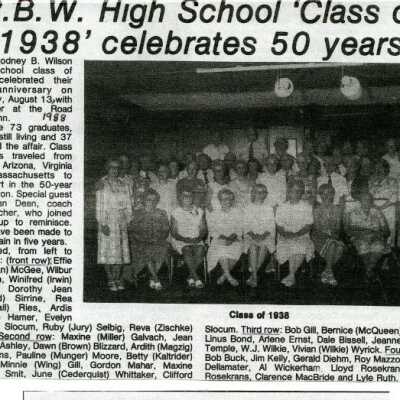 .B.W. High School 'Class o
1938' celebrates 50 years
odney B. Wilson
school class of
celebrated their
anniversary on
y, August 13, with
er at the Road
nn. 1988
e 73 graduates,
still living and 37
d the affair. Class
s traveled from
Arizona, Virginia
assachusetts to
rt in the 50-year
on. Special guest
an Dean, coach
cher, who joined
up to reminisce.
ve been made to
ain in five years.
ed, from left to
: (front row): Effie
n) McGee, Wilbur
, Winifred (Irwin)
Dorothy Jean
) Sirrine, Rea
all) Ries, Ardis
Hamer, Evelyn
Slocum, Ruby (Jury) Selbig, Reva (Zischke)
Second row: Maxine (Miller) Galvach, Jean
Ashley, Dawn (Brown) Blizzard, Ardith (Magzig)
ns, Pauline (Munger) Moore, Betty (Kaltrider)
Minnie (Wing) Gill, Gordon Mahar, Maxine
Smit, June (Cederquist) Whittaker, Clifford
Class of 1938
Slocum. Third row: Bob Gill, Bernice (McQueen
Linus Bond, Arlene Ernst, Dale Bissell, Jeanne
Temple, W.J. Wilkie, Vivian (Wilkie) Wyrick. Fou
Bob Buck, Jim Kelly, Gerald Diehm, Roy Mazzo
Dellamater, Al Wickerham, Lloyd Rosekran
Rosekrans, Clarence MacBride and Lyle Ruth.